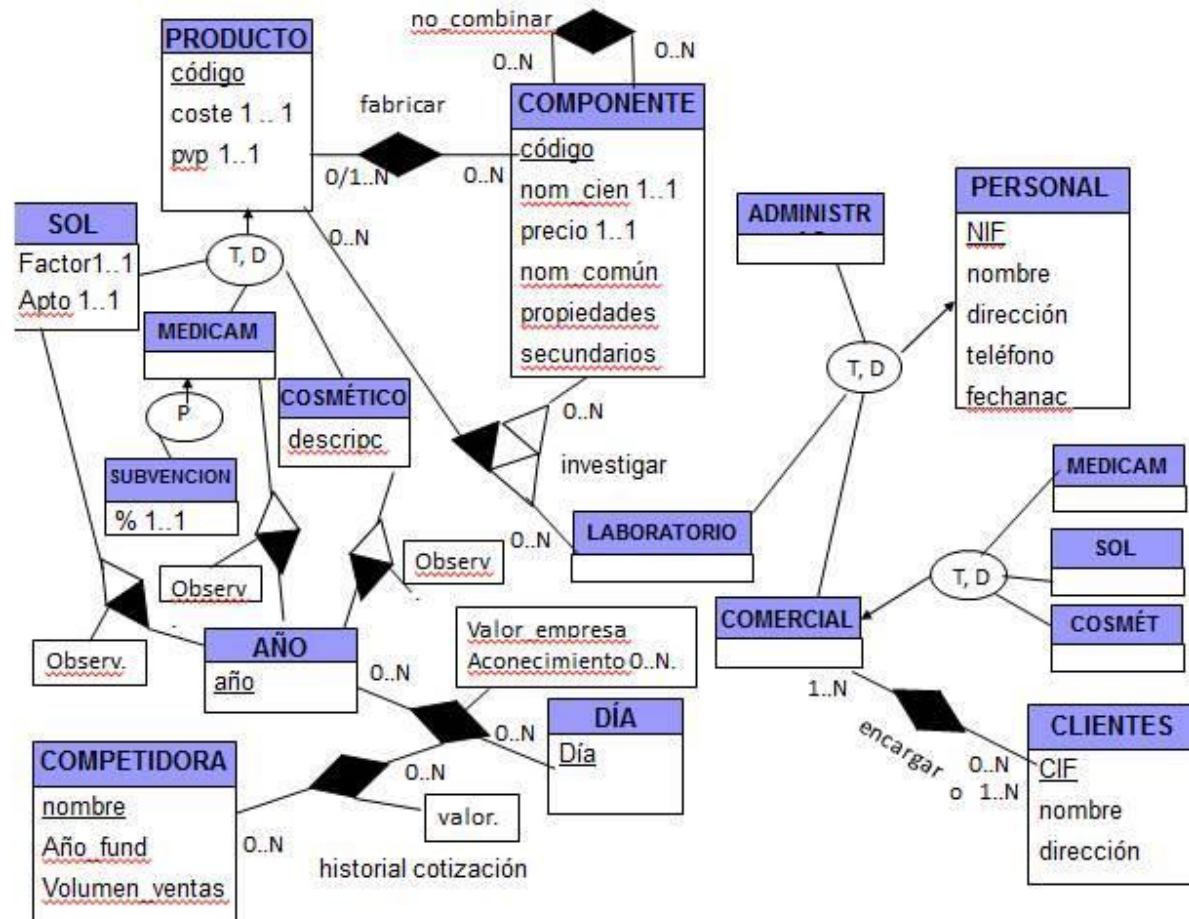 no_combinar
0..N
0..N
PRODUCTO
código
coste 1 .. 1
pvp 1..1
fabricar
0/1..N
0..N
COMPONENTE
código
nom_cien 1..1
precio 1..1
nom_común
propiedades
secundarios
ADMINISTR
PERSONAL
NIF
nombre
dirección
teléfono
fechanac
T, D
SOL
Factor1..1
Apto 1..1
T, D
0..N
MEDICAM
P
COSMÉTICO
descripc
SUBVENCION
% 1..1
0..N
investigar
0..N
LABORATORIO
MEDICAM
SOL
COSMÉT
T, D
COMERCIAL
Observ
Observ
Observ.
AÑO
año
0..N
Valor_empresa
Aconecimiento 0..N.
1..N
encargar
0..N
o 1..N
CLIENTES
CIF
nombre
dirección
0..N
DÍA
Día
COMPETIDORA
nombre
Año_fund
Volumen_ventas
0..N
0..N
valor.
historial cotización